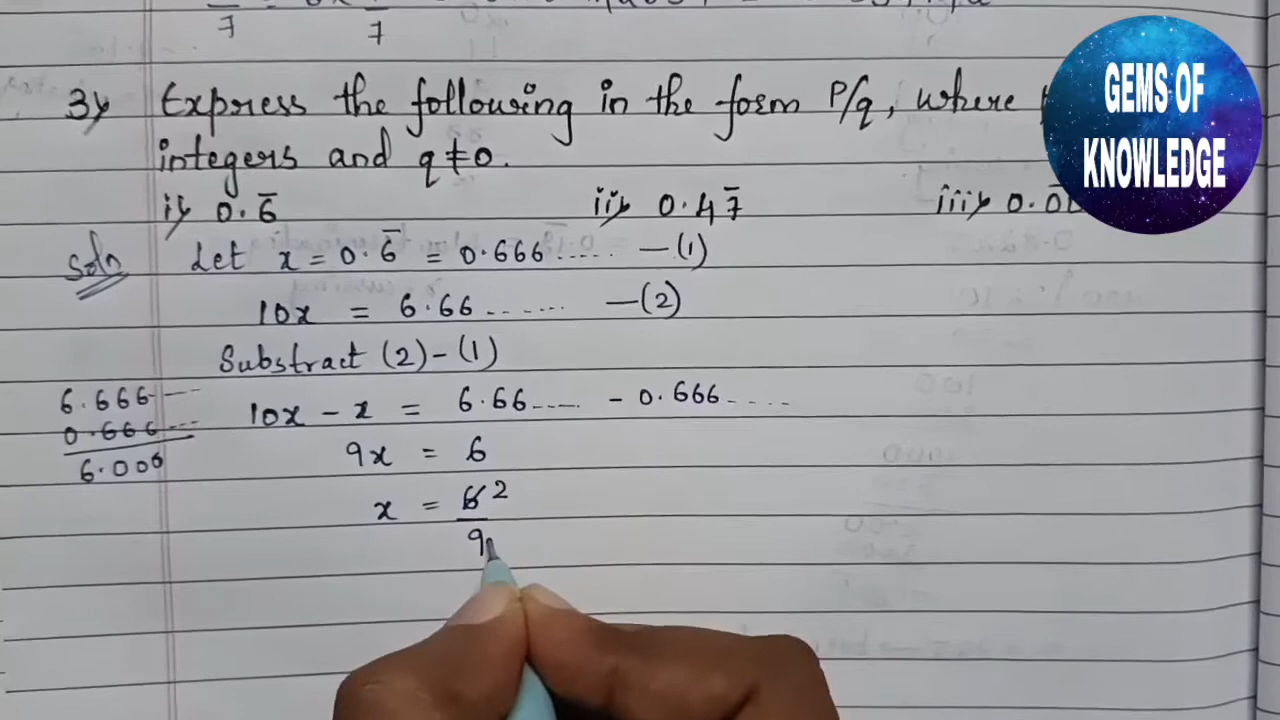 7 7
3) Express the following in the form P/q, where
integers and q≠0.
i) 0.6̅ ii) 0.47̅ iii) 0.0
Soln Let x = 0.6̅ = 0.666..... —(1)
10x = 6.66....... —(2)
Substract (2)-(1)
6.666---- 10x - x = 6.66..... - 0.666....
0.666...
6.000 9x = 6
x = 6 2
9
GEMS OF
KNOWLEDGE